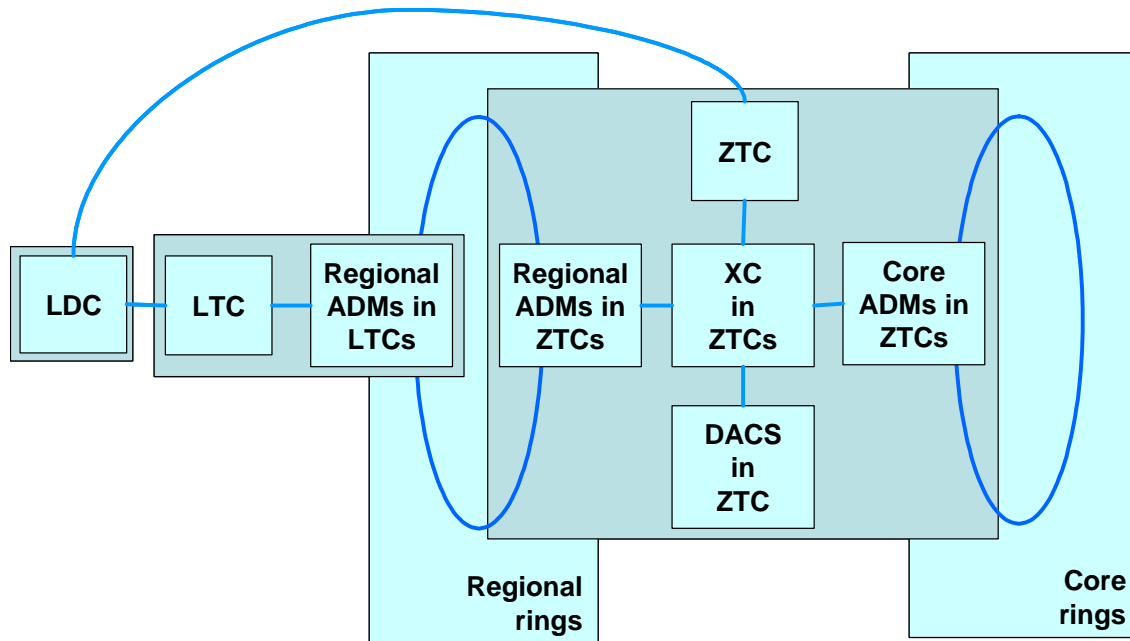 ZTC
LDC
LTC
Regional
ADMs in
LTCs
Regional
ADMs in
ZTCs
XC
in
ZTCs
Core
ADMs in
ZTCs
DACS
in
ZTC
Regional
rings
Core
rings